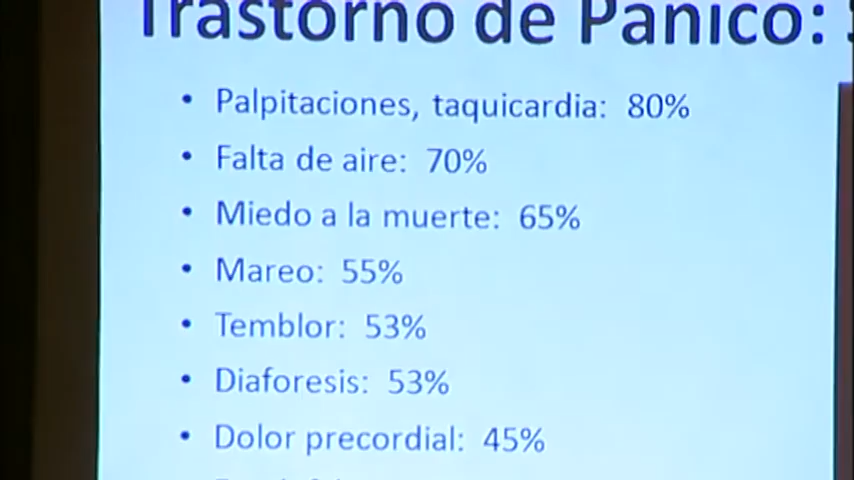 Trastorno de Pánico:
• Palpitaciones, taquicardia: 80%
• Falta de aire: 70%
• Miedo a la muerte: 65%
• Mareo: 55%
• Temblor: 53%
• Diaforesis: 53%
• Dolor precordial: 45%